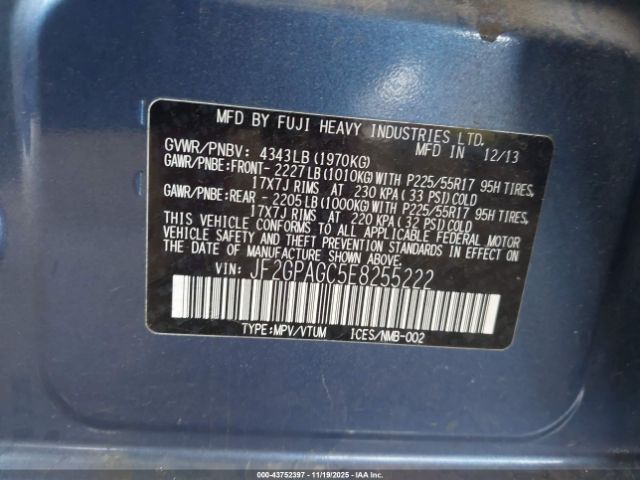 MFD BY FUJI HEAVY INDUSTRIES LTD.
MFD IN 12/13
GVWR/PNBV: 4343LB(1970KG)
GAWR/PNBE:FRONT-2227LB(1010KG)WITH P225/55R17 95H TIRES,
17X7J RIMS AT 230 KPA(33 PSI)COLD
GAWR/PNBE:REAR -2205LB(1000KG)WITH P225/55R17 95H TIRES,
17X7J RIMS AT 220 KPA(32 PSI)COLD
THIS VEHICLE CONFORMS TO ALL APPLICABLE FEDERAL MOTOR
VEHICLE SAFETY AND THEFT PREVENTION STANDARDS IN EFFECT ON
THE DATE OF MANUFACTURE SHOWN ABOVE.
VIN: JF2GPAGC5E8255222
TYPE:MPV/VTUM ICES/NMB-002
000-43752397 - 11/19/2025 - IAAI.com